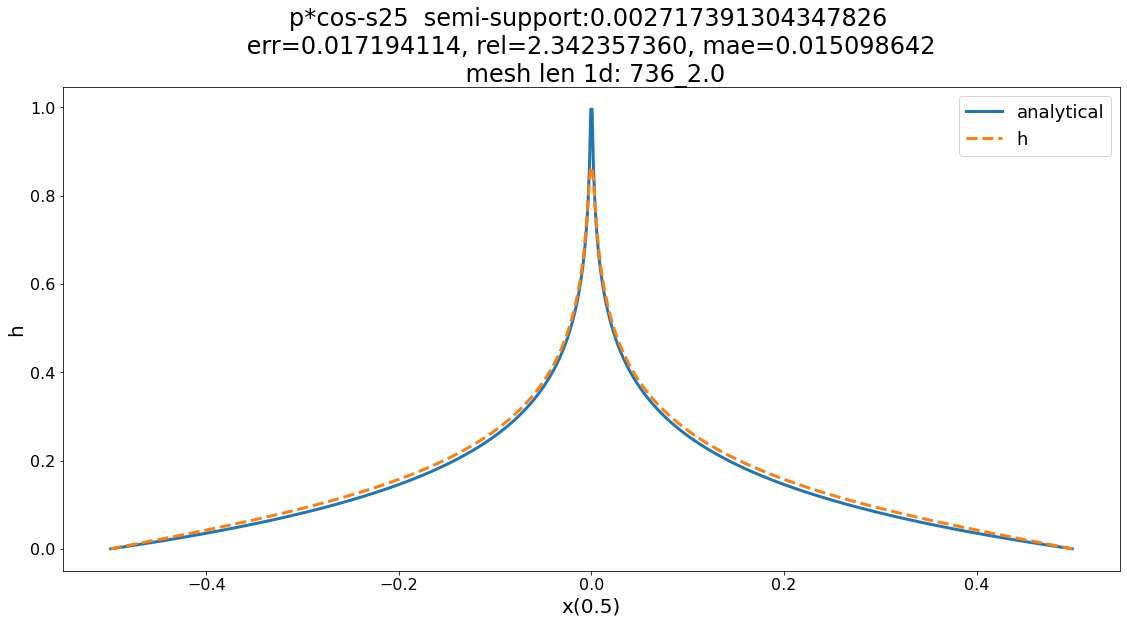 p*cos-s25  semi-support:0.002717391304347826
err=0.017194114, rel=2.342357360, mae=0.015098642
mesh len 1d: 736_2.0
analytical
h
h
1.0
0.8
0.6
0.4
0.2
0.0
−0.4
−0.2
0.0
0.2
0.4
x(0.5)